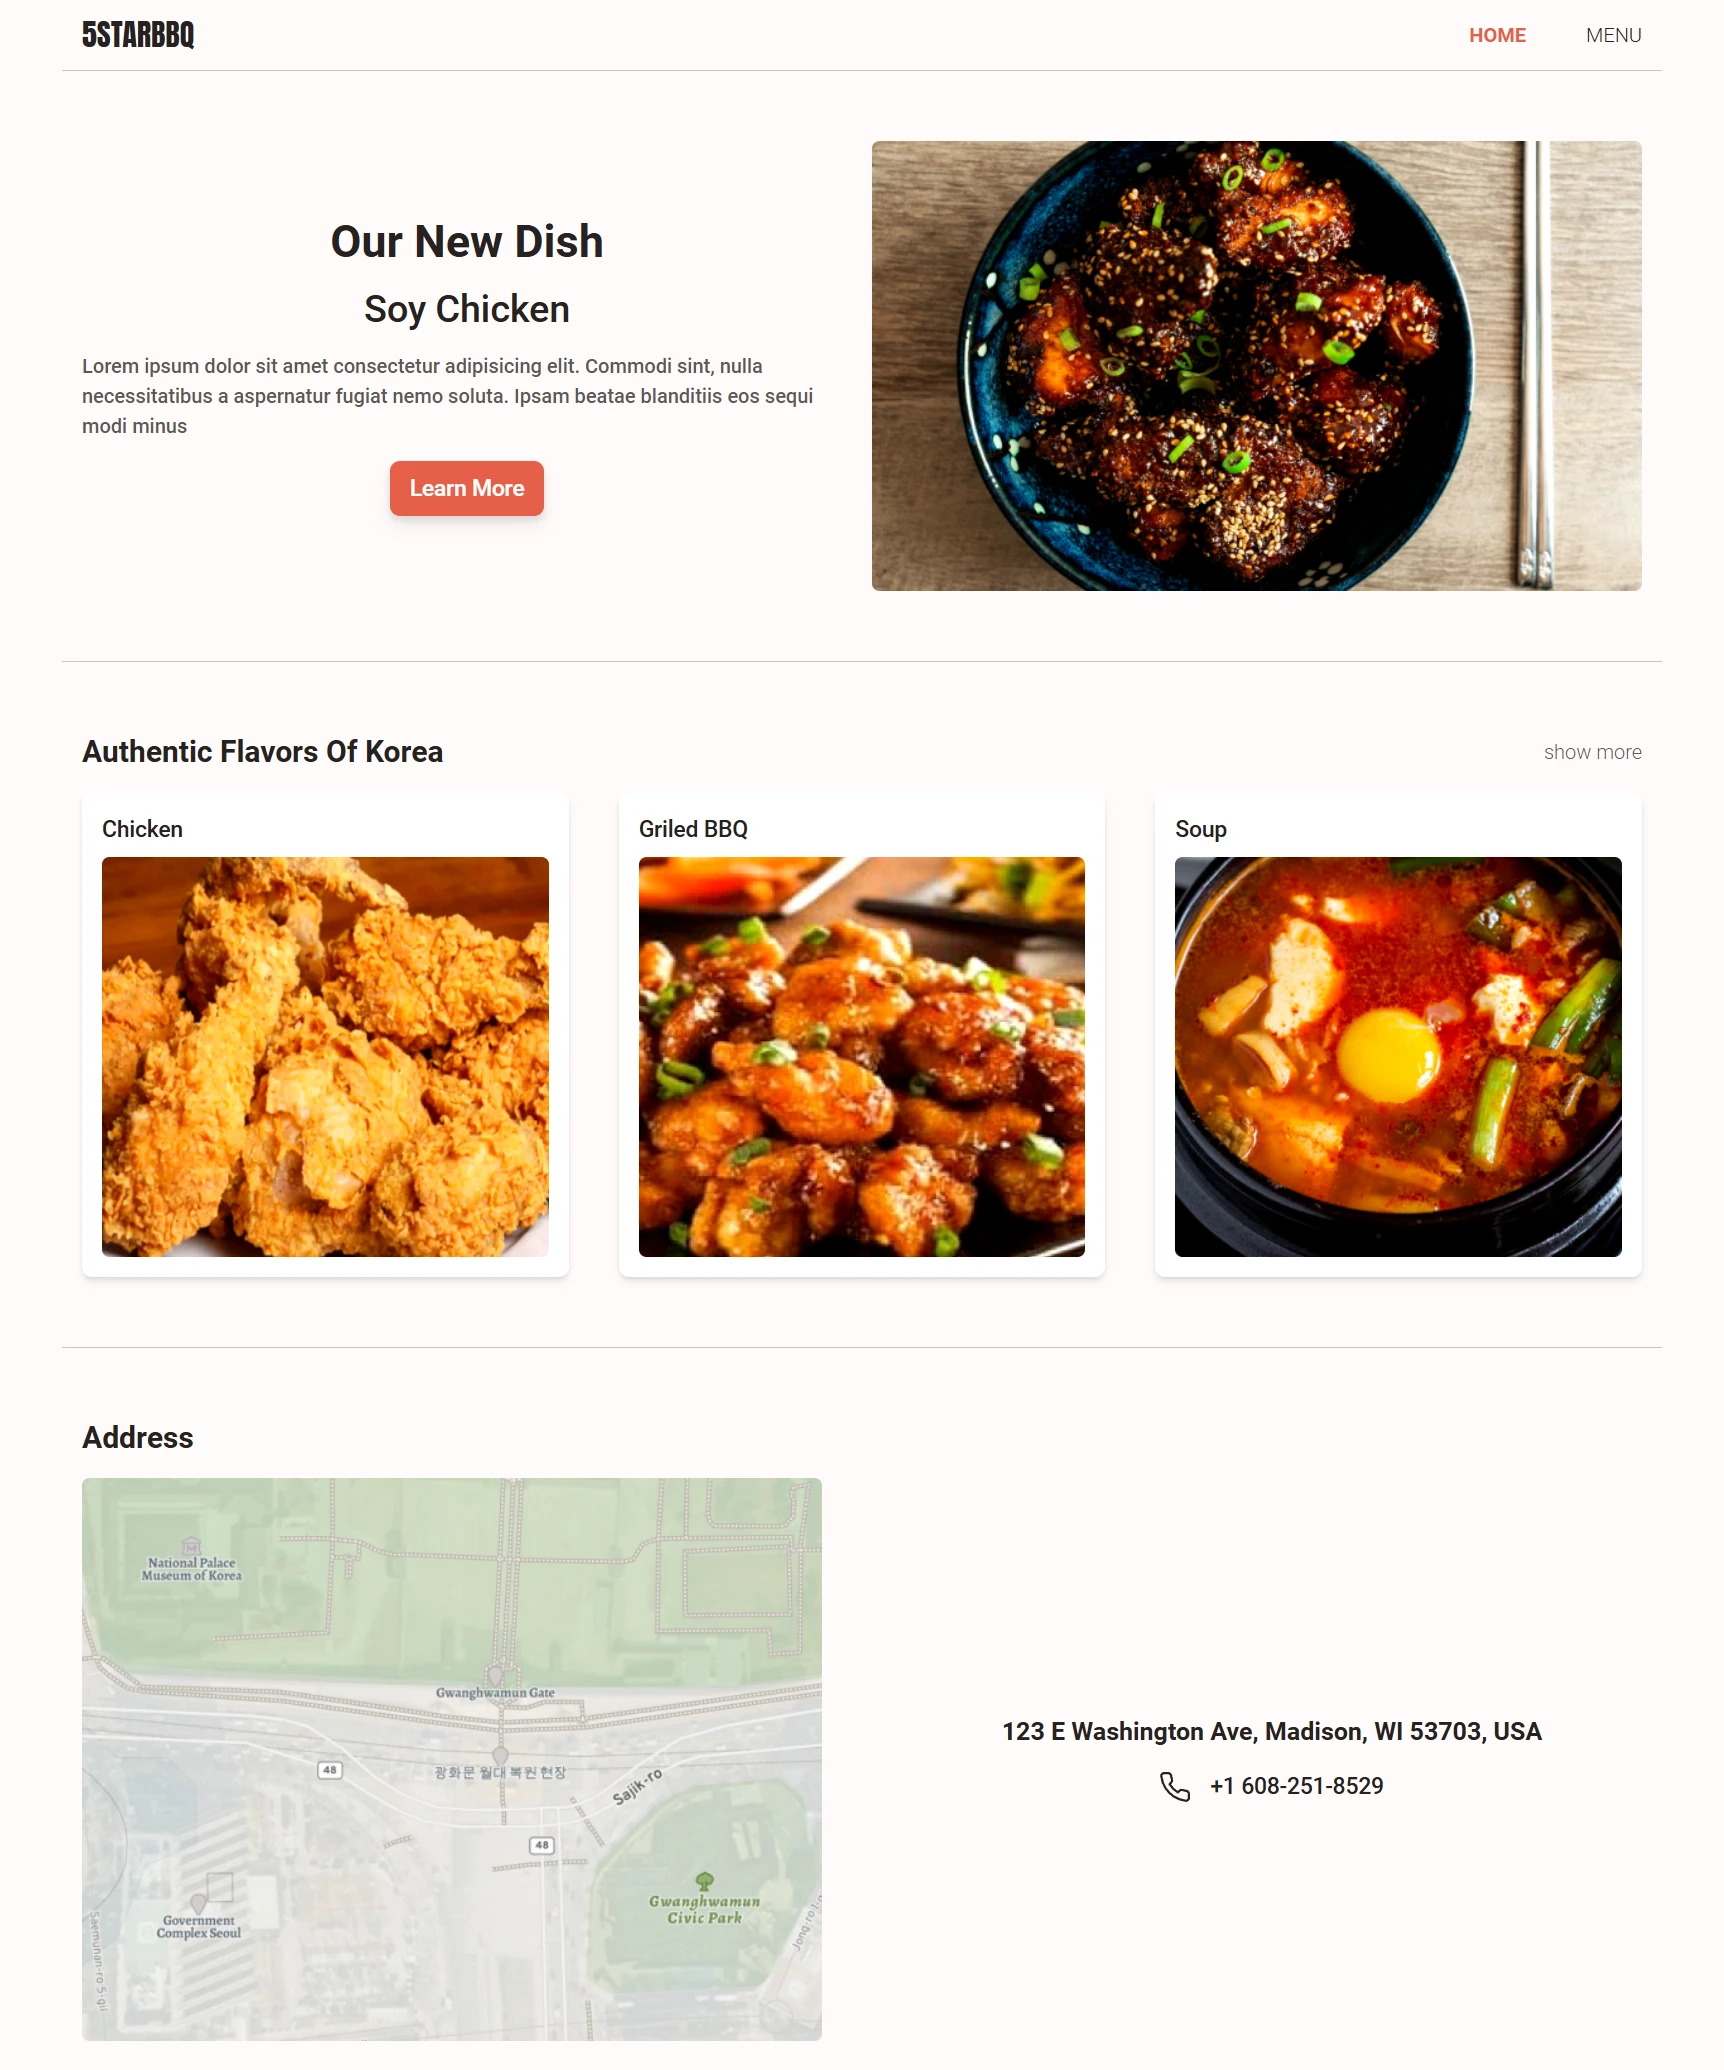 5STARBBQ
HOME
MENU
Our New Dish
Soy Chicken
Lorem ipsum dolor sit amet consectetur adipisicing elit. Commodi sint, nulla
necessitatibus a aspernatur fugiat nemo soluta. Ipsam beatae blanditiis eos sequi
modi minus
Learn More
Authentic Flavors Of Korea
show more
Chicken
Griled BBQ
Soup
Address
National Palace
Museum of Korea
Gwanghwamun Gate
48
광화문 월대 복원 현장
Sajik-ro
48
Gwanghwamun
Civic Park
Government
Complex Seoul
Saemunan-ro 5-gil
Jong-ro
123 E Washington Ave, Madison, WI 53703, USA
+1 608-251-8529